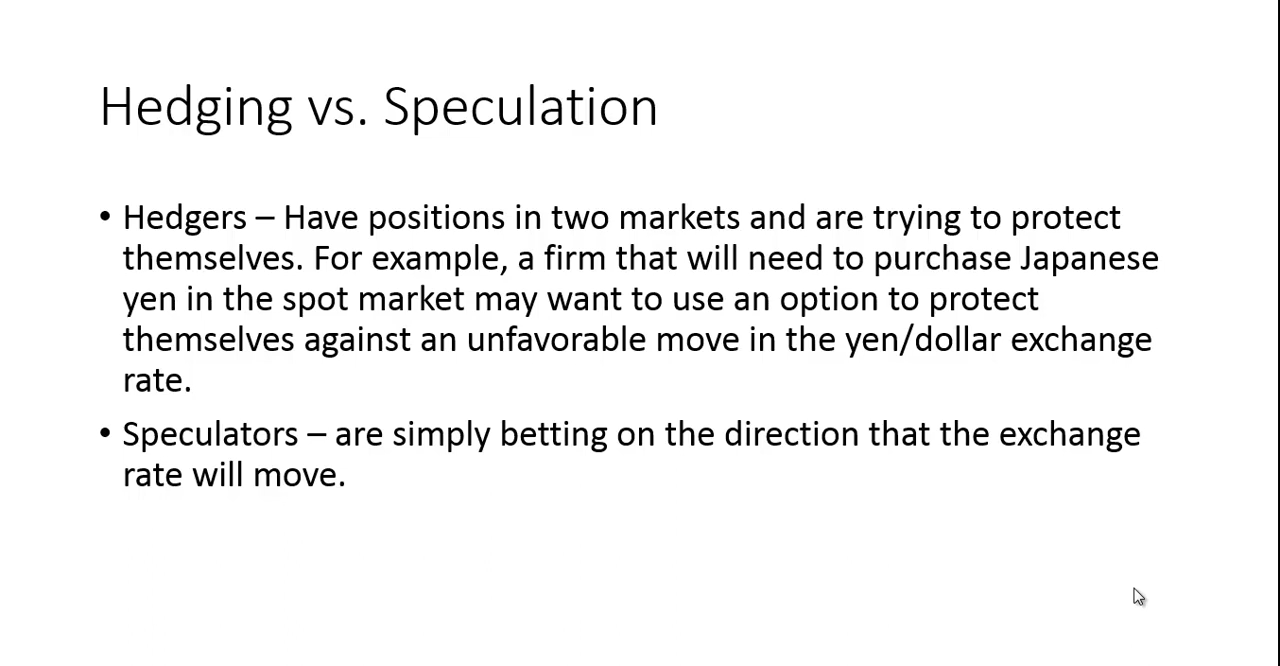 Hedging vs. Speculation
• Hedgers – Have positions in two markets and are trying to protect
themselves. For example, a firm that will need to purchase Japanese
yen in the spot market may want to use an option to protect
themselves against an unfavorable move in the yen/dollar exchange
rate.
• Speculators – are simply betting on the direction that the exchange
rate will move.